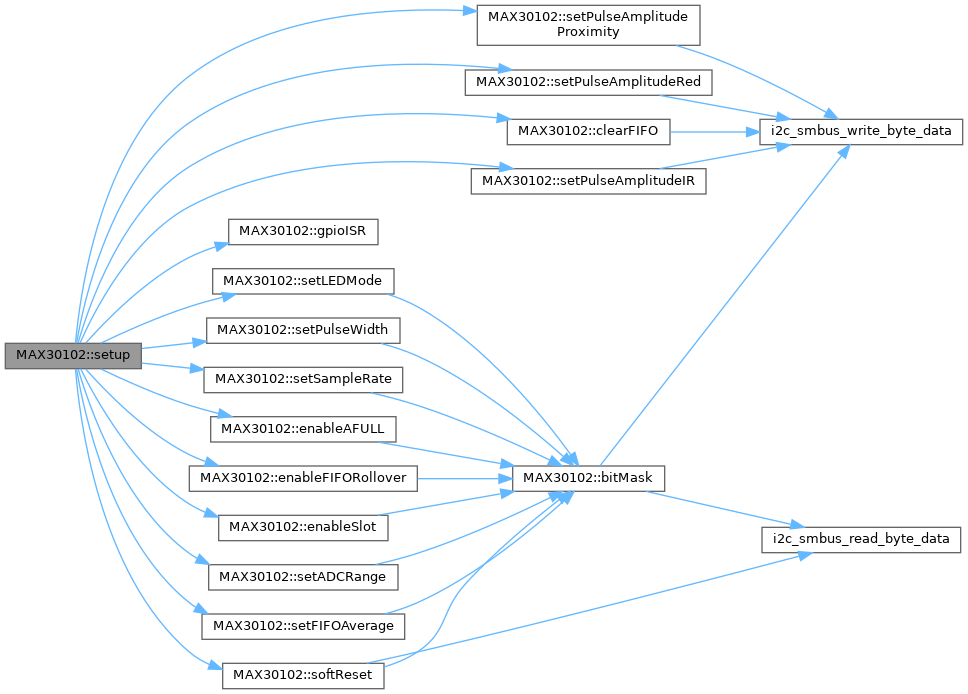 MAX30102::setPulseAmplitude
Proximity
MAX30102::setPulseAmplitudeRed
MAX30102::clearFIFO
i2c_smbus_write_byte_data
MAX30102::setPulseAmplitudeIR
MAX30102::gpioISR
MAX30102::setLEDMode
MAX30102::setPulseWidth
MAX30102::setup
MAX30102::setSampleRate
MAX30102::enableAFULL
MAX30102::enableFIFORollover
MAX30102::bitMask
MAX30102::enableSlot
i2c_smbus_read_byte_data
MAX30102::setADCRange
MAX30102::setFIFOAverage
MAX30102::softReset